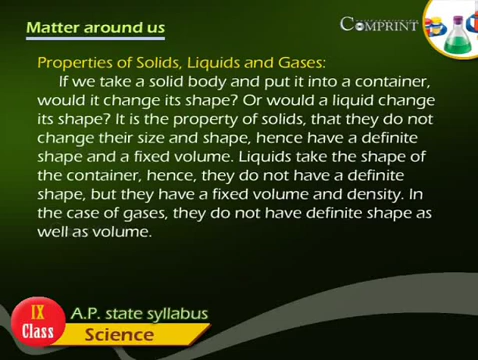 Matter around us
COMPRINT
Properties of Solids, Liquids and Gases:
If we take a solid body and put it into a container,
would it change its shape? Or would a liquid change
its shape? It is the property of solids, that they do not
change their size and shape, hence have a definite
shape and a fixed volume. Liquids take the shape of
the container, hence, they do not have a definite
shape, but they have a fixed volume and density. In
the case of gases, they do not have definite shape as
well as volume.
IX
Class
A.P. state syllabus
Science